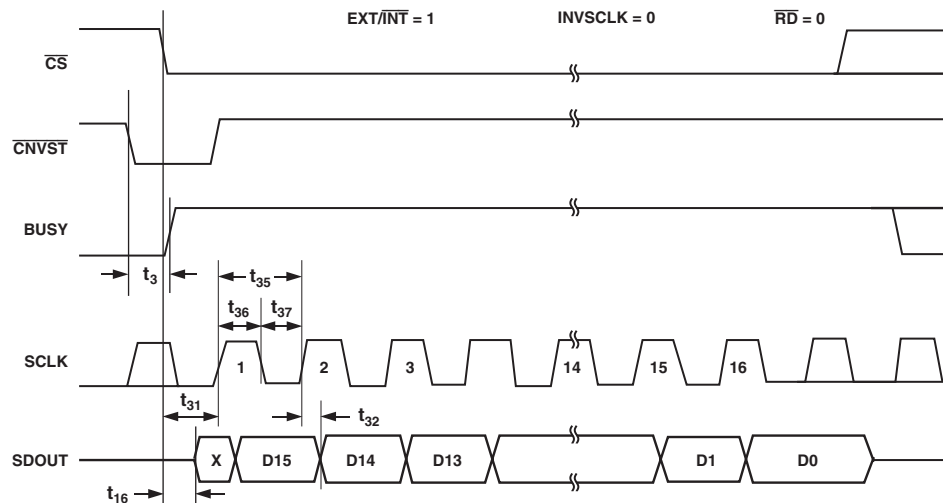 EXT/INT = 1 INVSCLK = 0 RD = 0
CS
CNVST
BUSY
t3
t35
t36 t37
SCLK 1 2 3 14 15 16
t31
t32
SDOUT X D15 D14 D13 D1 D0
t16